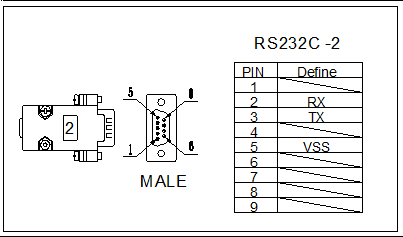 RS232C -2
PIN Define
1
2 RX
3 TX
4
5 VSS
6
7
8
9
2
5
1
6
MALE